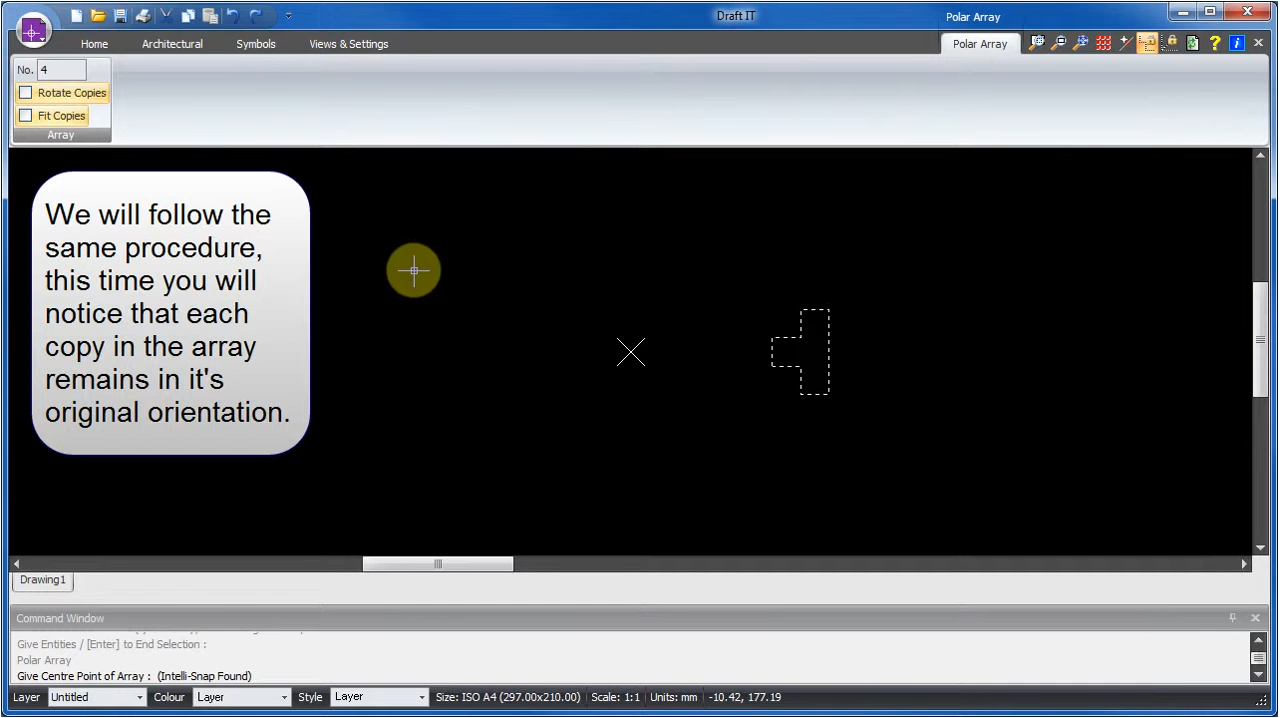 Draft IT
Polar Array
Home
Architectural
Symbols
Views & Settings
Polar Array
No. 4
Rotate Copies
Fit Copies
Array
We will follow the
same procedure,
this time you will
notice that each
copy in the array
remains in it's
original orientation.
Drawing1
Command Window
Give Entities / [Enter] to End Selection :
Polar Array
Give Centre Point of Array : (Intelli-Snap Found)
Layer Untitled Colour Layer Style Layer Size: ISO A4 (297.00x210.00) Scale: 1:1 Units: mm -10.42, 177.19